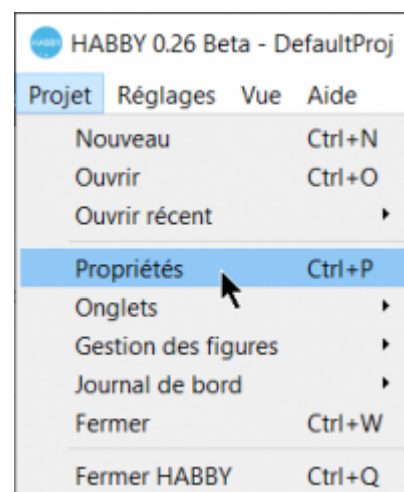 HABBY HABBY 0.26 Beta - DefaultProj
Projet Réglages Vue Aide
Nouveau Ctrl+N
Ouvrir Ctrl+O
Ouvrir récent
Propriétés Ctrl+P
Onglets
Gestion des figures
Journal de bord
Fermer Ctrl+W
Fermer HABBY Ctrl+Q